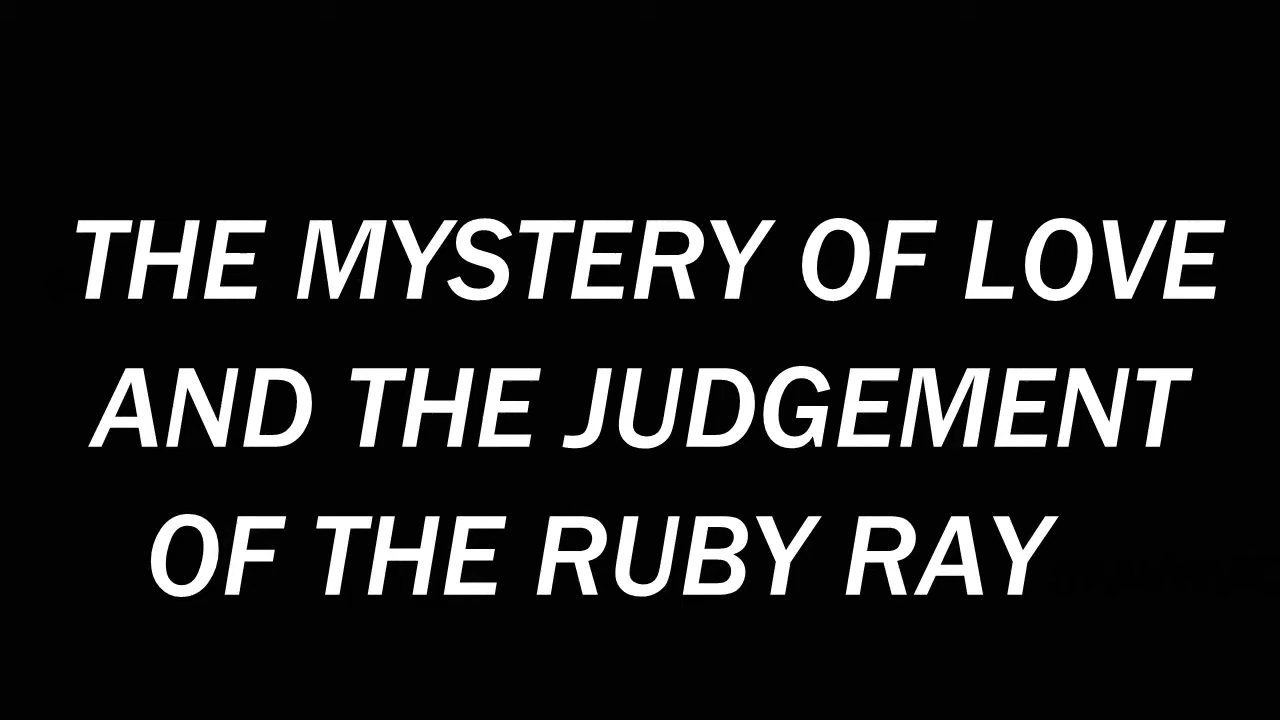 THE MYSTERY OF LOVE
AND THE JUDGEMENT
OF THE RUBY RAY